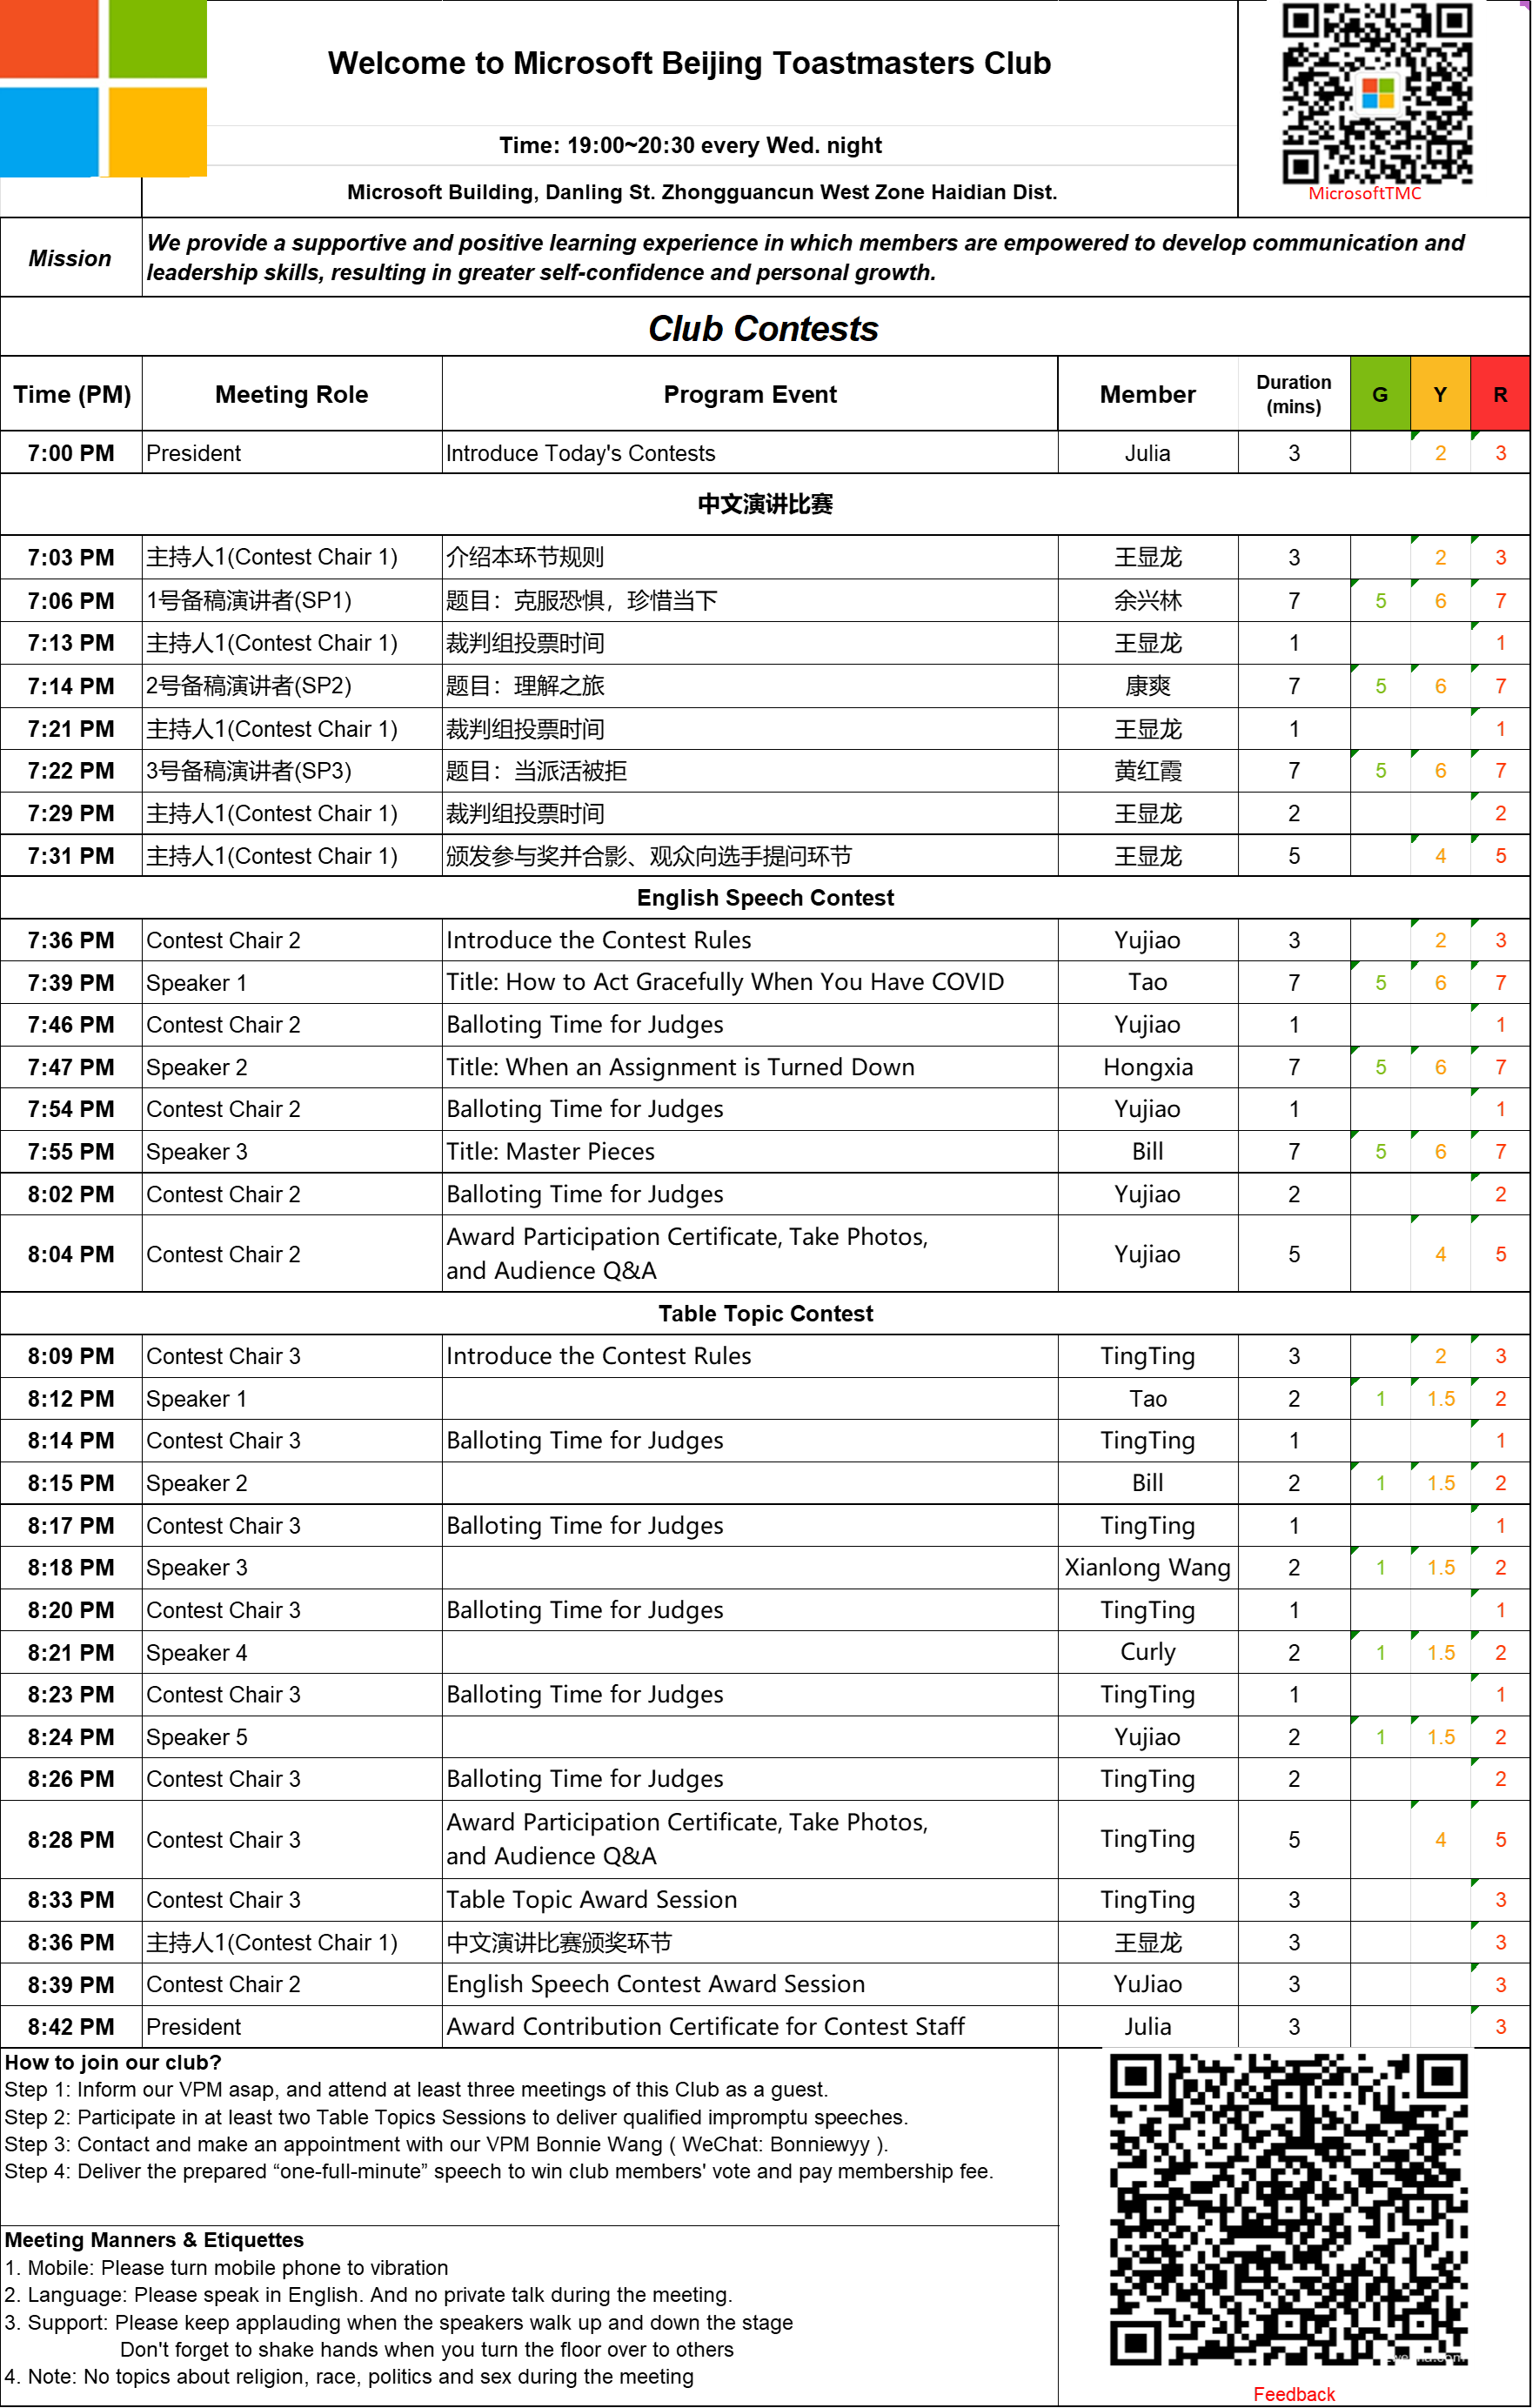 Welcome to Microsoft Beijing Toastmasters Club
Time: 19:00~20:30 every Wed. night
Microsoft Building, Danling St. Zhongguancun West Zone Haidian Dist.
MicrosoftTMC
Mission
We provide a supportive and positive learning experience in which members are empowered to develop communication and
leadership skills, resulting in greater self-confidence and personal growth.
Club Contests
Time (PM) Meeting Role Program Event Member Duration (mins) G Y R
7:00 PM President Introduce Today's Contests Julia 3 2 3
中文演讲比赛
7:03 PM 主持人1(Contest Chair 1) 介绍本环节规则 王显龙 3 2 3
7:06 PM 1号备稿演讲者(SP1) 题目：克服恐惧，珍惜当下 余兴林 7 5 6 7
7:13 PM 主持人1(Contest Chair 1) 裁判组投票时间 王显龙 1 1
7:14 PM 2号备稿演讲者(SP2) 题目：理解之旅 康爽 7 5 6 7
7:21 PM 主持人1(Contest Chair 1) 裁判组投票时间 王显龙 1 1
7:22 PM 3号备稿演讲者(SP3) 题目：当派活被拒 黄红霞 7 5 6 7
7:29 PM 主持人1(Contest Chair 1) 裁判组投票时间 王显龙 2 2
7:31 PM 主持人1(Contest Chair 1) 颁发参与奖并合影、观众向选手提问环节 王显龙 5 4 5
English Speech Contest
7:36 PM Contest Chair 2 Introduce the Contest Rules Yujiao 3 2 3
7:39 PM Speaker 1 Title: How to Act Gracefully When You Have COVID Tao 7 5 6 7
7:46 PM Contest Chair 2 Balloting Time for Judges Yujiao 1 1
7:47 PM Speaker 2 Title: When an Assignment is Turned Down Hongxia 7 5 6 7
7:54 PM Contest Chair 2 Balloting Time for Judges Yujiao 1 1
7:55 PM Speaker 3 Title: Master Pieces Bill 7 5 6 7
8:02 PM Contest Chair 2 Balloting Time for Judges Yujiao 2 2
8:04 PM Contest Chair 2 Award Participation Certificate, Take Photos,
and Audience Q&A Yujiao 5 4 5
Table Topic Contest
8:09 PM Contest Chair 3 Introduce the Contest Rules TingTing 3 2 3
8:12 PM Speaker 1 Tao 2 1 1.5 2
8:14 PM Contest Chair 3 Balloting Time for Judges TingTing 1 1
8:15 PM Speaker 2 Bill 2 1 1.5 2
8:17 PM Contest Chair 3 Balloting Time for Judges TingTing 1 1
8:18 PM Speaker 3 Xianlong Wang 2 1 1.5 2
8:20 PM Contest Chair 3 Balloting Time for Judges TingTing 1 1
8:21 PM Speaker 4 Curly 2 1 1.5 2
8:23 PM Contest Chair 3 Balloting Time for Judges TingTing 1 1
8:24 PM Speaker 5 Yujiao 2 1 1.5 2
8:26 PM Contest Chair 3 Balloting Time for Judges TingTing 2 2
8:28 PM Contest Chair 3 Award Participation Certificate, Take Photos,
and Audience Q&A TingTing 5 4 5
8:33 PM Contest Chair 3 Table Topic Award Session TingTing 3 3
8:36 PM 主持人1(Contest Chair 1) 中文演讲比赛颁奖环节 王显龙 3 3
8:39 PM Contest Chair 2 English Speech Contest Award Session YuJiao 3 3
8:42 PM President Award Contribution Certificate for Contest Staff Julia 3 3
How to join our club?
Step 1: Inform our VPM asap, and attend at least three meetings of this Club as a guest.
Step 2: Participate in at least two Table Topics Sessions to deliver qualified impromptu speeches.
Step 3: Contact and make an appointment with our VPM Bonnie Wang ( WeChat: Bonniewyy ).
Step 4: Deliver the prepared “one-full-minute” speech to win club members' vote and pay membership fee.
Meeting Manners & Etiquettes
1. Mobile: Please turn mobile phone to vibration
2. Language: Please speak in English. And no private talk during the meeting.
3. Support: Please keep applauding when the speakers walk up and down the stage
Don't forget to shake hands when you turn the floor over to others
4. Note: No topics about religion, race, politics and sex during the meeting
Feedback